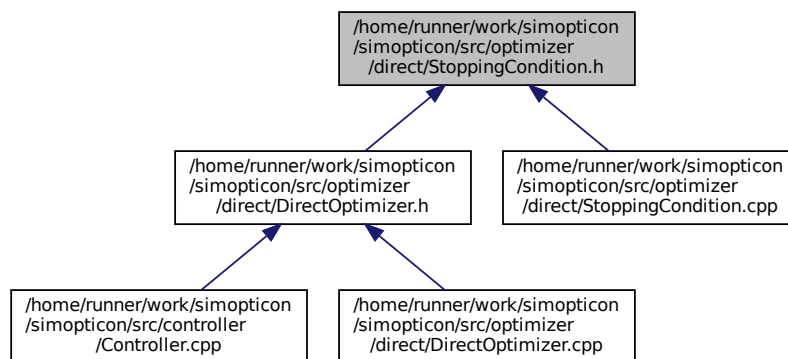 /home/runner/work/simopticon
/simopticon/src/optimizer
/direct/StoppingCondition.h
/home/runner/work/simopticon
/simopticon/src/optimizer
/direct/DirectOptimizer.h
/home/runner/work/simopticon
/simopticon/src/optimizer
/direct/StoppingCondition.cpp
/home/runner/work/simopticon
/simopticon/src/controller
/Controller.cpp
/home/runner/work/simopticon
/simopticon/src/optimizer
/direct/DirectOptimizer.cpp